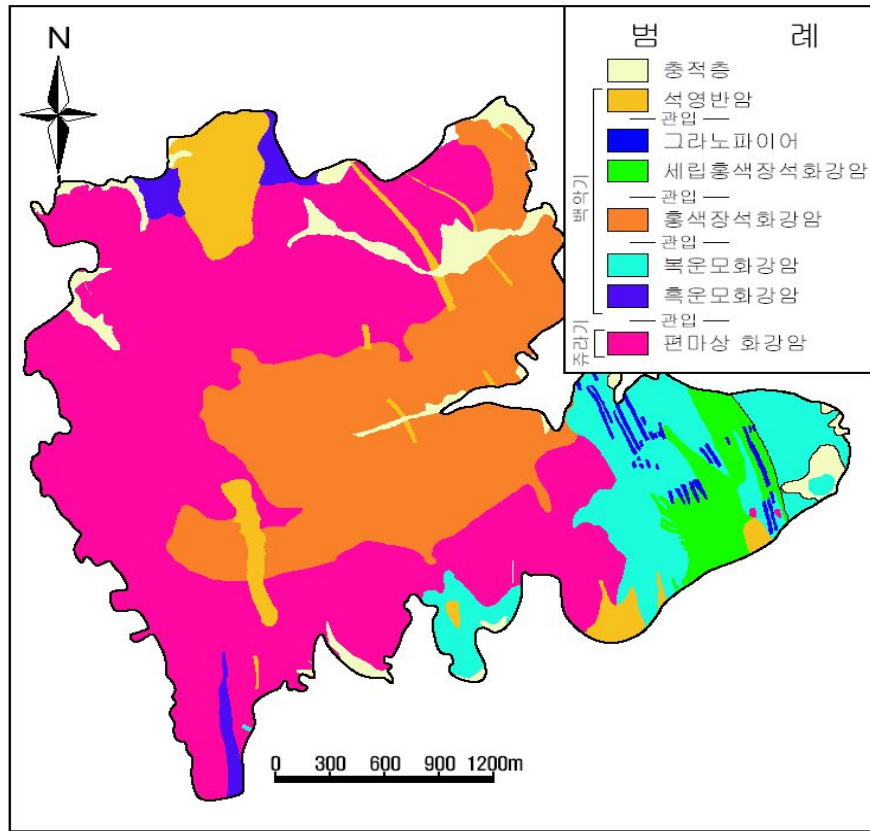 N
범 례
충적층
석영반암
관입
그라노파이어
세립홍색장석화강암
관입
홍색장석화강암
관입
복운모화강암
흑운모화강암
관입
편마상 화강암
백악기
쥬라기
0 300 600 900 1200m